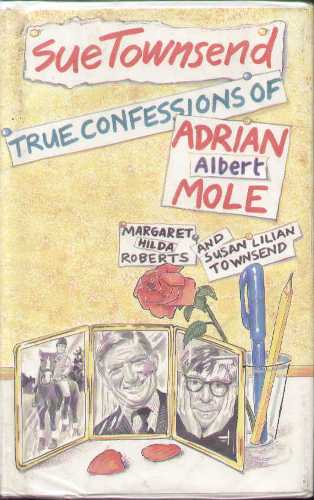 Sue Townsend
TRUE CONFESSIONS OF
ADRIAN
Albert
MOLE
MARGARET
HILDA
ROBERTS
AND
SUSAN LILIAN
TOWNSEND